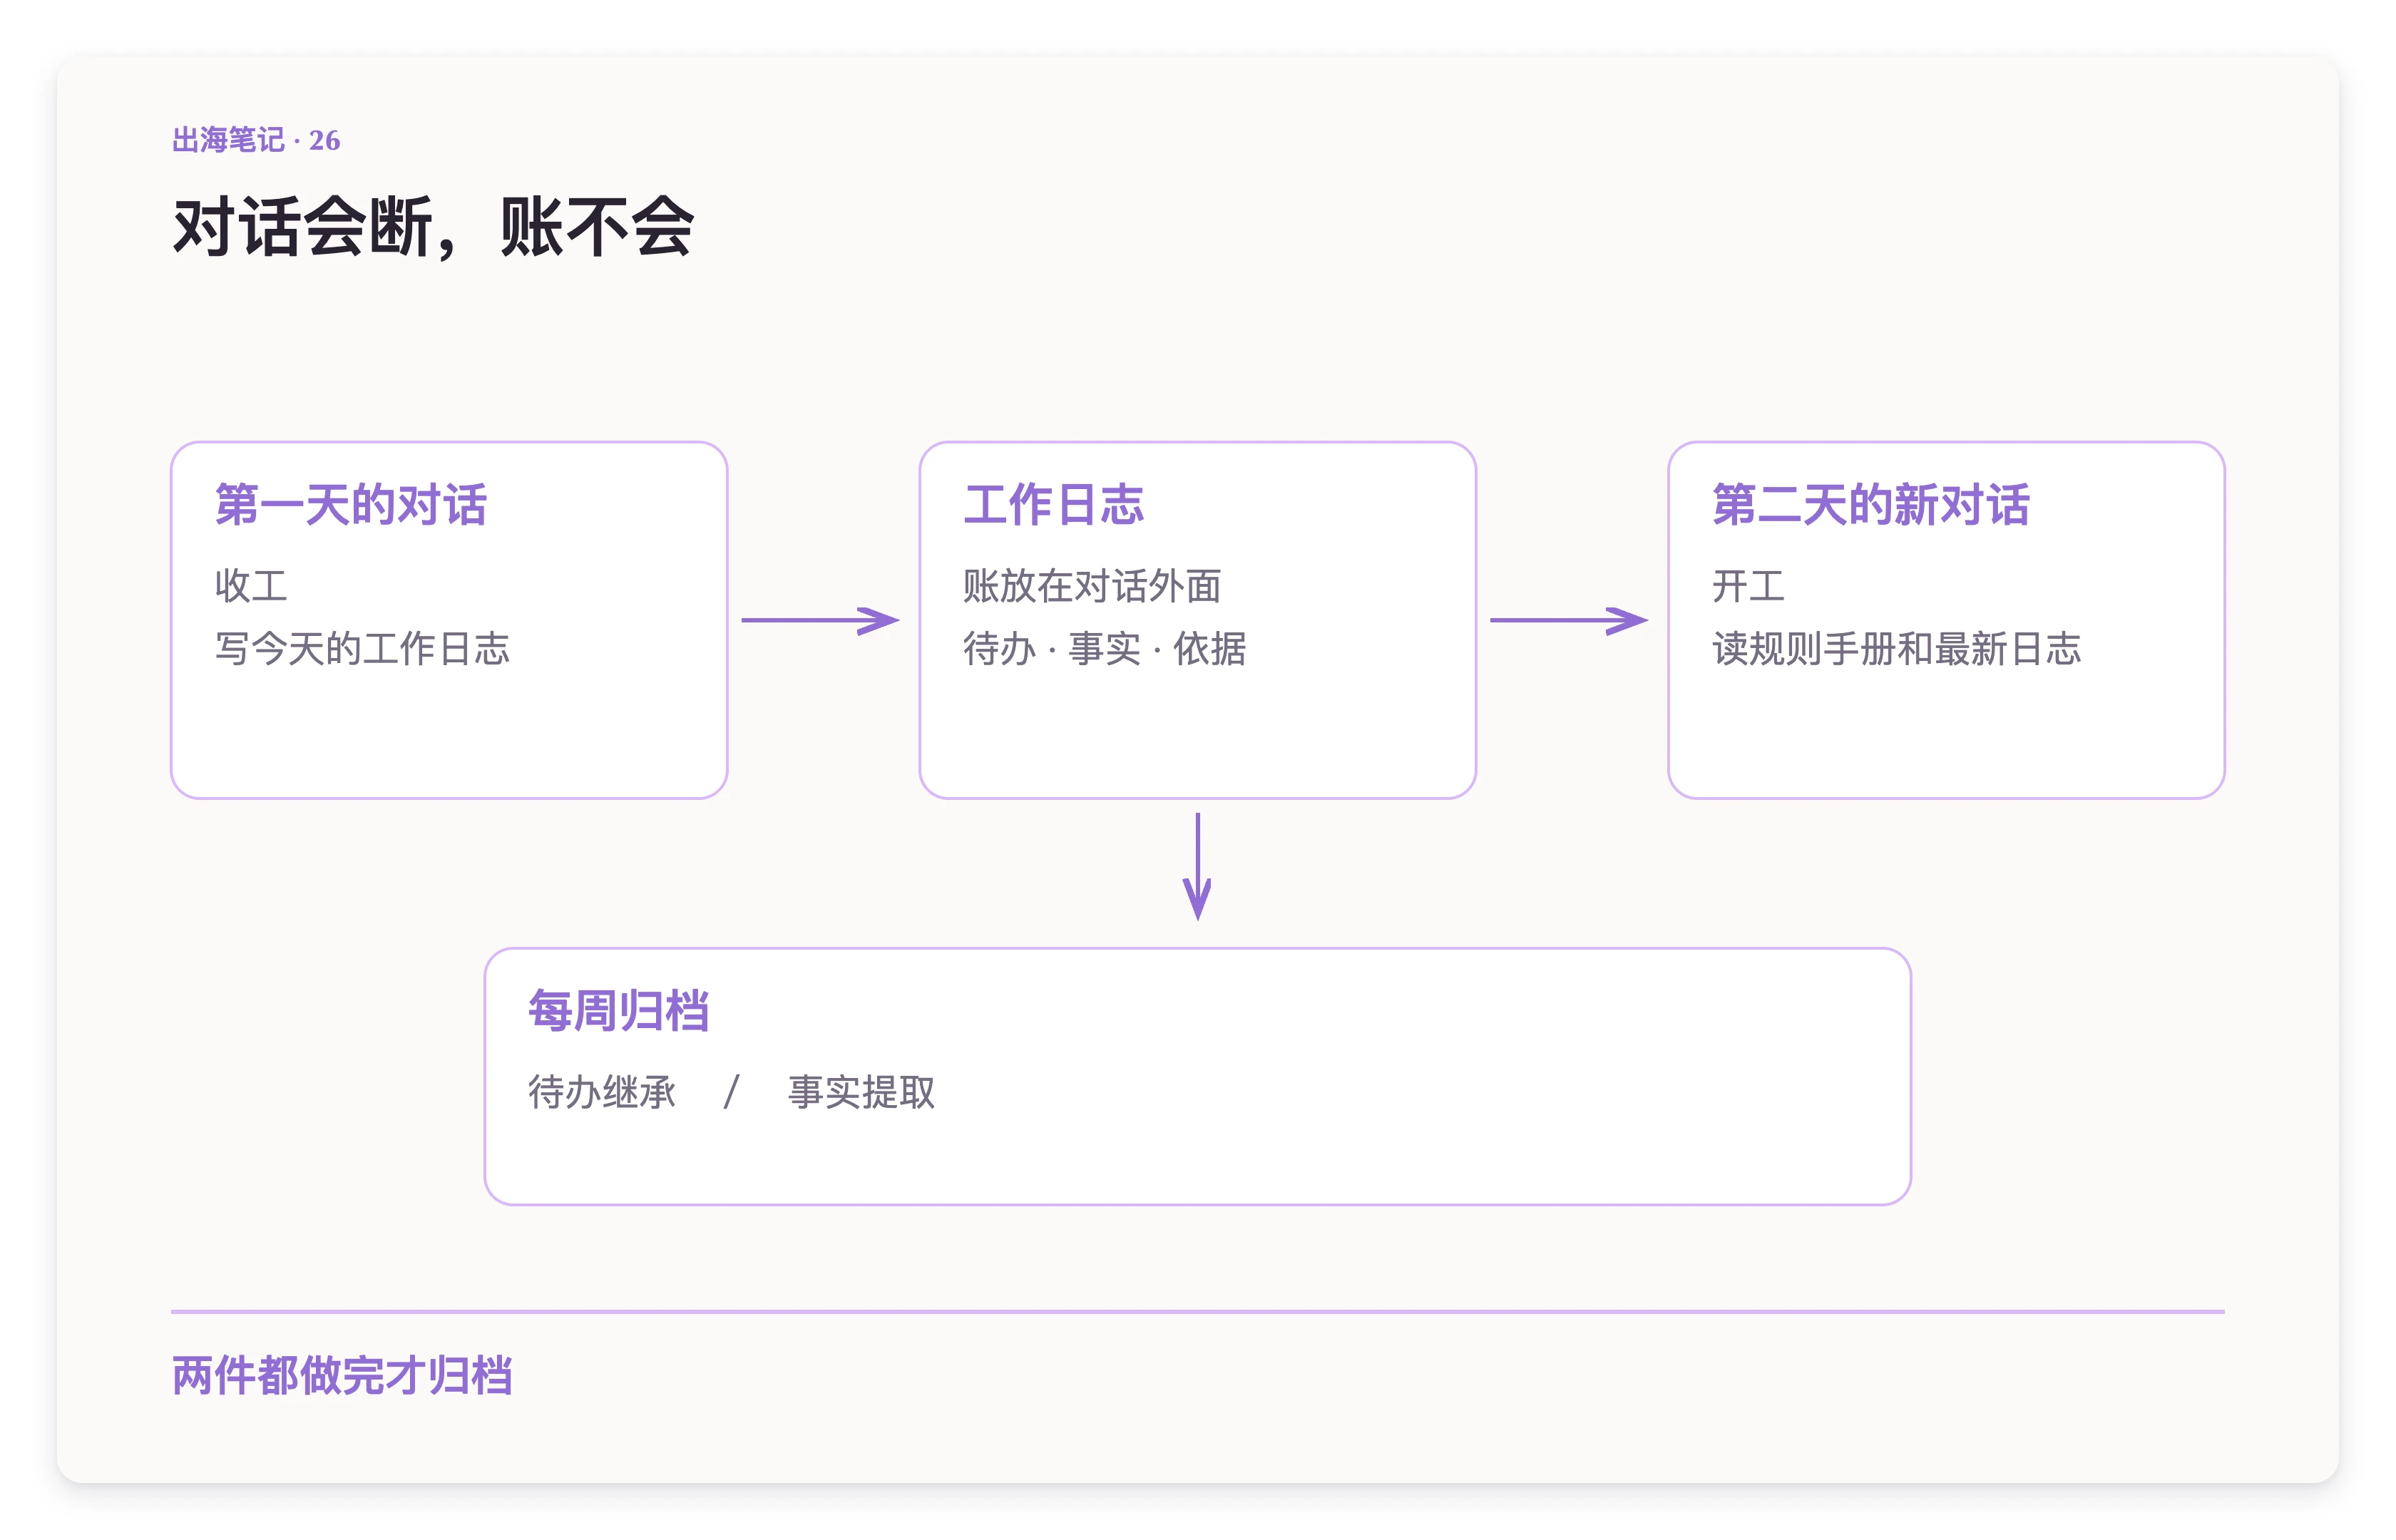 出海笔记 · 26
对话会断，账不会
第一天的对话
收工
写今天的工作日志
工作日志
账放在对话外面
待办 · 事实 · 依据
第二天的新对话
开工
读规则手册和最新日志
每周归档
待办继承 / 事实提取
两件都做完才归档